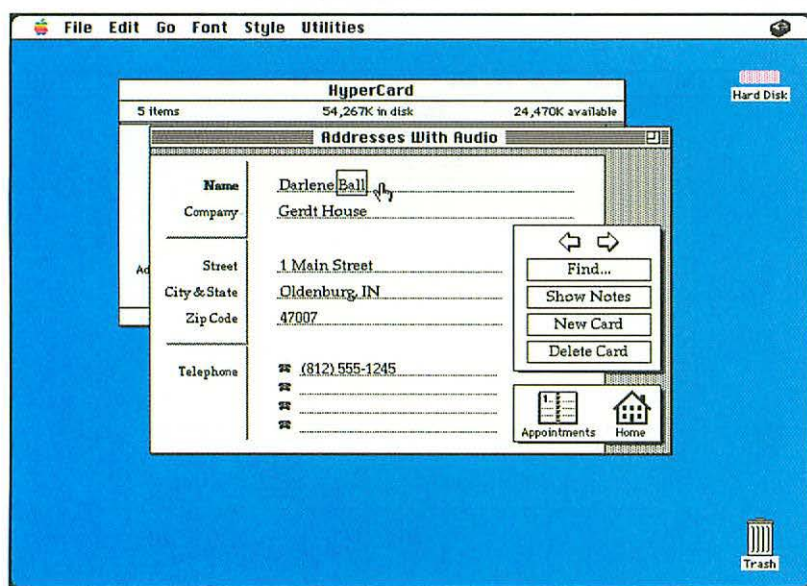 File Edit Go Font Style Utilities
Hard Disk
HyperCard
5 items 54,267K in disk 24,470K available
Addresses With Audio
Name Darlene Ball
Company Gerdt House
Ad
Street 1 Main Street
City & State Oldenburg, IN
Zip Code 47007
Telephone (812) 555-1245
Find...
Show Notes
New Card
Delete Card
1.
Appointments Home
Trash